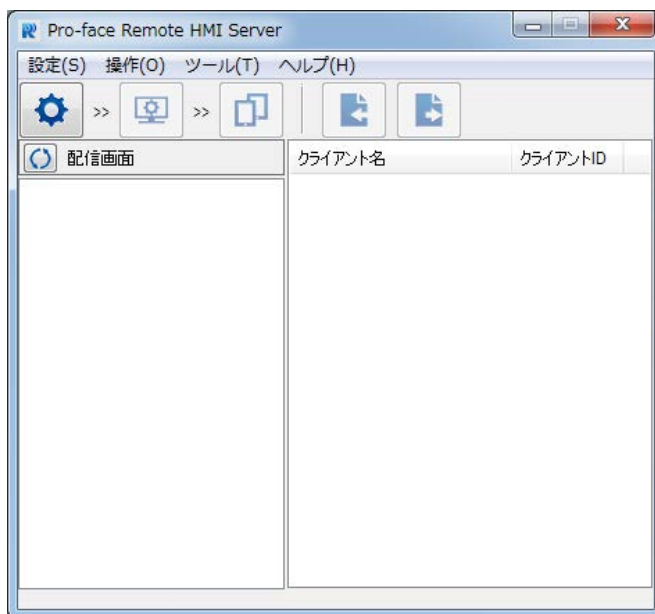 Pro-face Remote HMI Server
設定(S) 操作(O) ツール(T) ヘルプ(H)
>> >>
配信画面 クライアント名 クライアントID